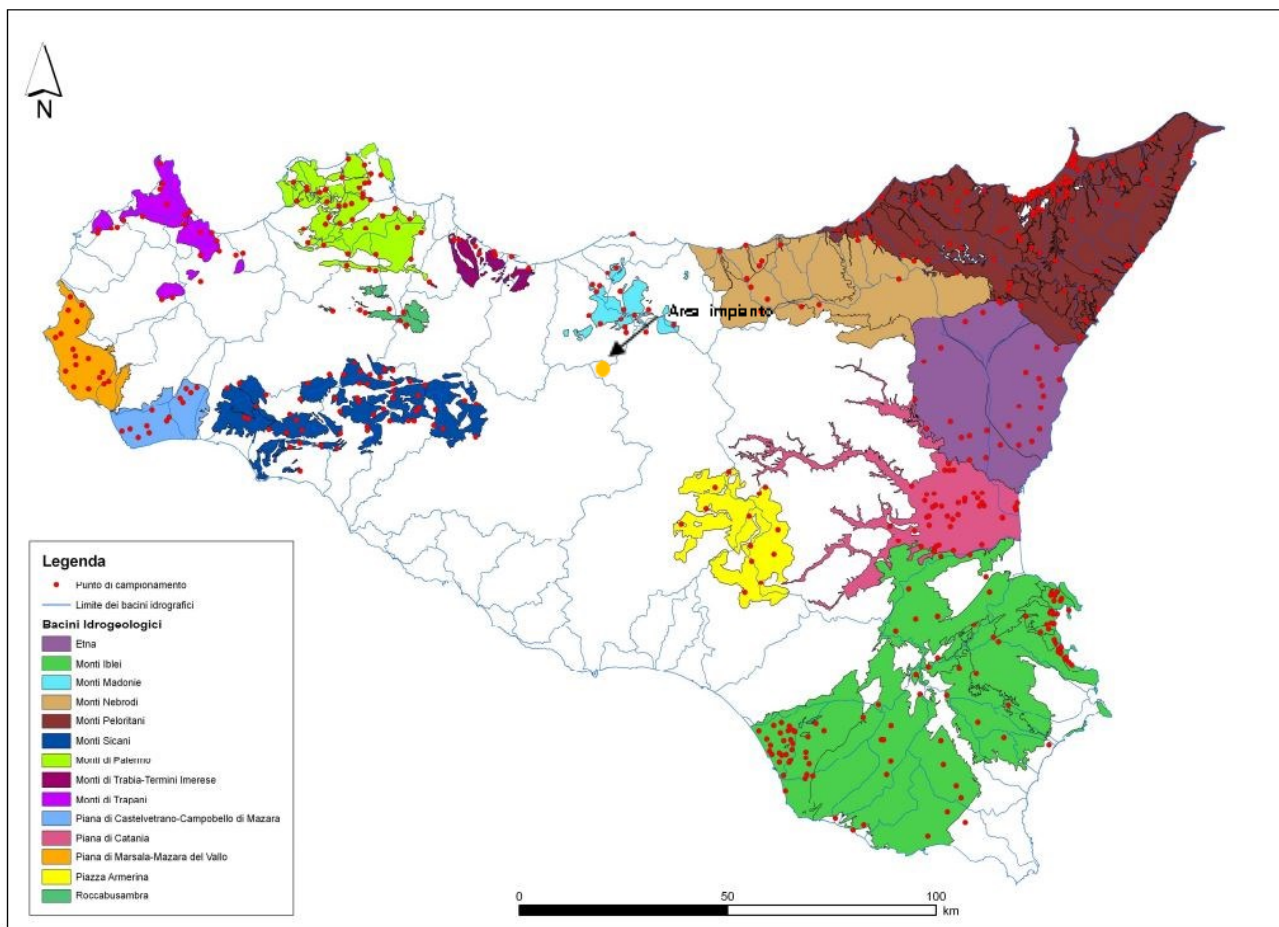 N
Area impianto
Legenda
Punto di campionamento
Limite dei bacini idrografici
Bacini Idrogeologici
Etna
Monti Iblei
Monti Madonie
Monti Nebrodi
Monti Peloritani
Monti Sicani
Monti di Palermo
Monti di Trabia-Termini Imerese
Monti di Trapani
Piana di Castelvetrano-Campobello di Mazara
Piana di Catania
Piana di Marsala-Mazara del Vallo
Piazza Armerina
Roccabusambra
0 50 100
km